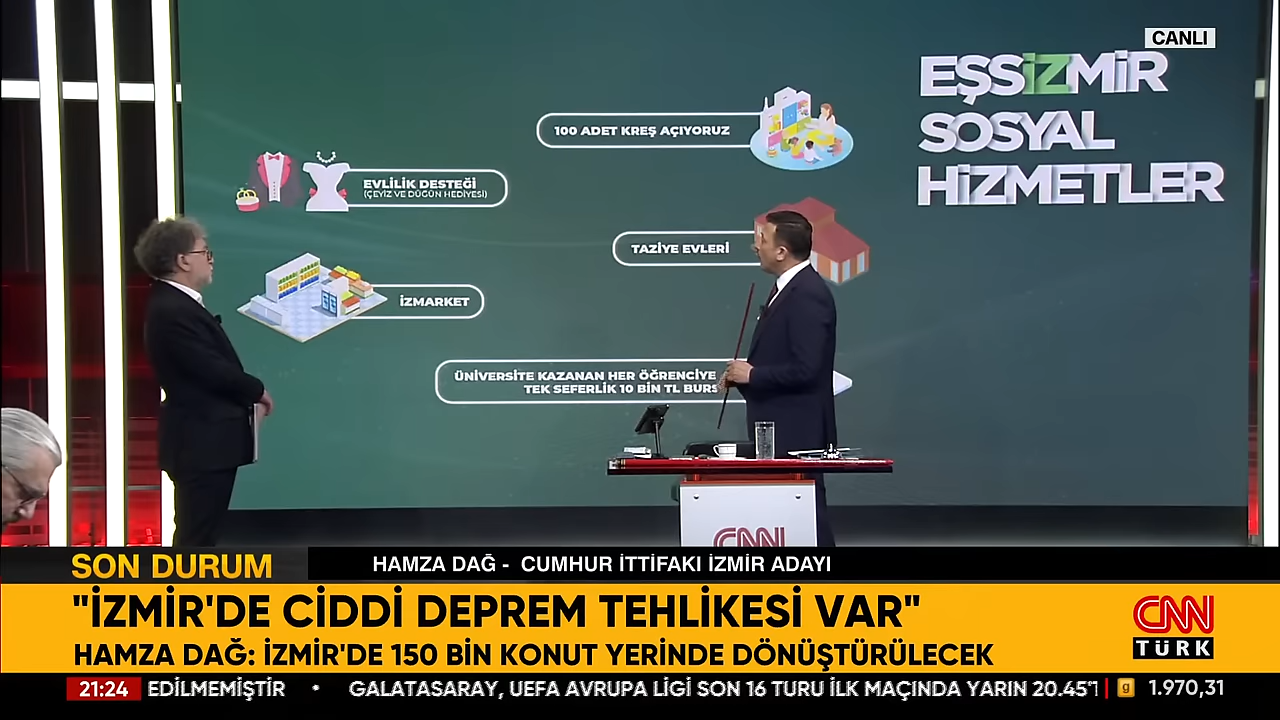 CANLI
EŞSİZMİR
SOSYAL
HİZMETLER
100 ADET KREŞ AÇIYORUZ
EVLİLİK DESTEĞİ
(ÇEYİZ VE DÜĞÜN HEDİYESİ)
TAZİYE EVLERİ
İZMARKET
ÜNİVERSİTE KAZANAN HER ÖĞRENCİYE
TEK SEFERLİK 10 BİN TL BURS
CNN
SON DURUM
HAMZA DAĞ - CUMHUR İTTİFAKI İZMİR ADAYI
"İZMİR'DE CİDDİ DEPREM TEHLİKESİ VAR"
HAMZA DAĞ: İZMİR'DE 150 BİN KONUT YERİNDE DÖNÜŞTÜRÜLECEK
CNN
TÜRK
21:24 EDİLMEMİŞTİR • GALATASARAY, UEFA AVRUPA LİGİ SON 16 TURU İLK MAÇINDA YARIN 20.45'T g 1.970,31